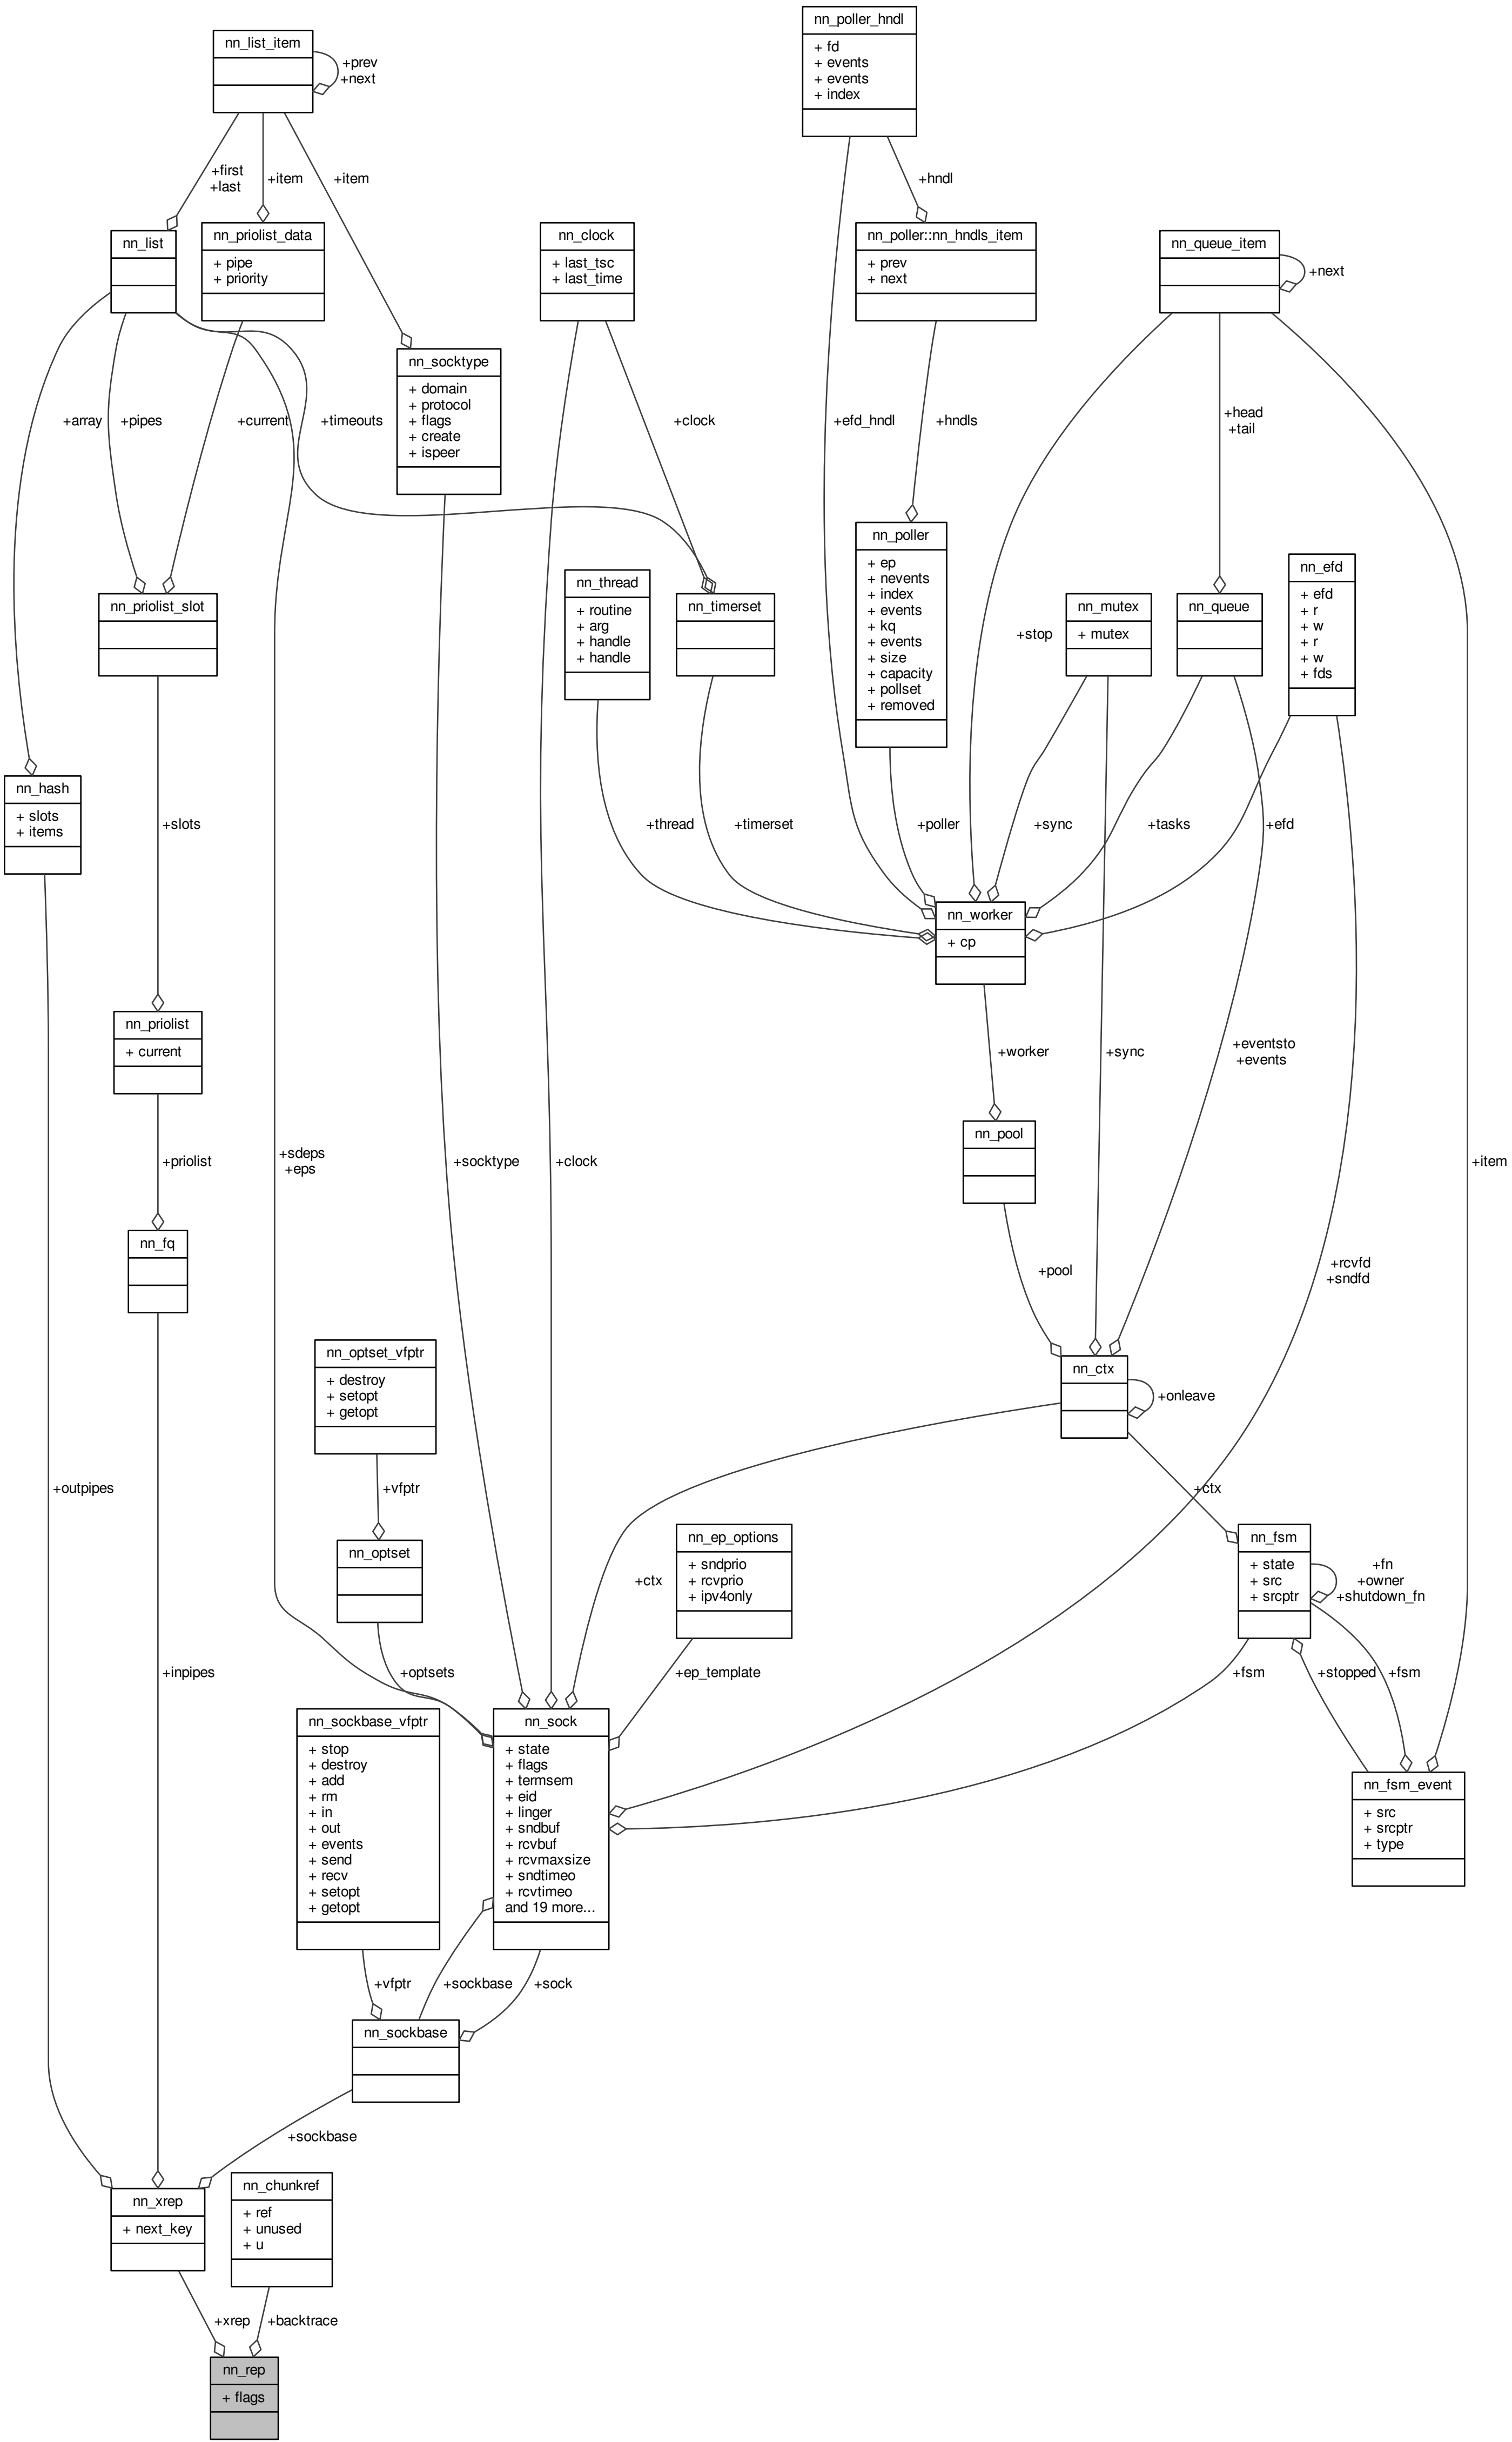 nn_poller_hndl
+ fd
+ events
+ events
+ index
nn_list_item
+prev
+next
+first
+last
+item
+item
+hndl
nn_list
nn_priolist_data
+ pipe
+ priority
nn_clock
+ last_tsc
+ last_time
nn_poller::nn_hndls_item
+ prev
+ next
nn_queue_item
+next
nn_socktype
+ domain
+ protocol
+ flags
+ create
+ ispeer
+array
+pipes
+current
+timeouts
+clock
+efd_hndl
+hndls
+head
+tail
nn_priolist_slot
nn_thread
+ routine
+ arg
+ handle
+ handle
nn_timerset
nn_poller
+ ep
+ nevents
+ index
+ events
+ kq
+ events
+ size
+ capacity
+ pollset
+ removed
+stop
nn_mutex
+ mutex
nn_queue
nn_efd
+ efd
+ r
+ w
+ r
+ w
+ fds
nn_hash
+ slots
+ items
+slots
+thread
+timerset
+poller
+sync
+tasks
+efd
nn_worker
+ cp
nn_priolist
+ current
+worker
+sync
+eventsto
+events
+priolist
+sdeps
+eps
+socktype
+clock
nn_pool
+item
nn_fq
+pool
+rcvfd
+sndfd
nn_optset_vfptr
+ destroy
+ setopt
+ getopt
nn_ctx
+onleave
+outpipes
+vfptr
+ctx
nn_optset
+ctx
nn_ep_options
+ sndprio
+ rcvprio
+ ipv4only
nn_fsm
+ state
+ src
+ srcptr
+fn
+owner
+shutdown_fn
+inpipes
+optsets
+ep_template
+fsm
+stopped
+fsm
nn_sockbase_vfptr
+ stop
+ destroy
+ add
+ rm
+ in
+ out
+ events
+ send
+ recv
+ setopt
+ getopt
nn_sock
+ state
+ flags
+ termsem
+ eid
+ linger
+ sndbuf
+ rcvbuf
+ rcvmaxsize
+ sndtimeo
+ rcvtimeo
and 19 more...
nn_fsm_event
+ src
+ srcptr
+ type
+vfptr
+sockbase
+sock
nn_sockbase
+sockbase
nn_xrep
+ next_key
nn_chunkref
+ ref
+ unused
+ u
+xrep
+backtrace
nn_rep
+ flags